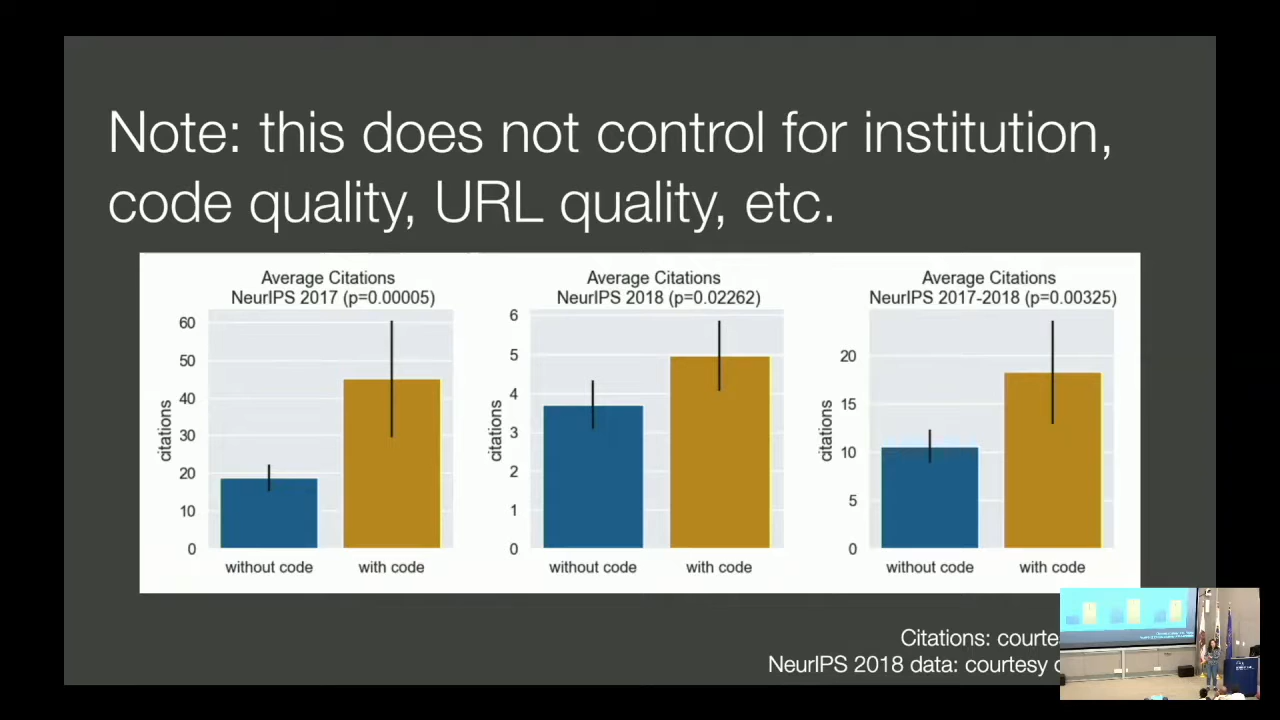 Note: this does not control for institution,
code quality, URL quality, etc.
Average Citations
NeurIPS 2017 (p=0.00005)
citations
60
50
40
30
20
10
0
without code
with code
Average Citations
NeurIPS 2018 (p=0.02262)
citations
6
5
4
3
2
1
0
without code
with code
Average Citations
NeurIPS 2017-2018 (p=0.00325)
citations
20
15
10
5
0
without code
with code
Citations:
NeurIPS 2018 data: courtesy